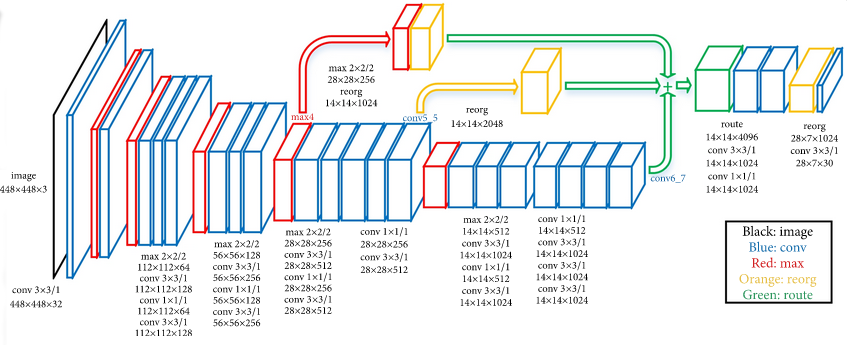 image
448×448×3
conv 3×3/1
448×448×32
max 2×2/2
112×112×64
conv 3×3/1
112×112×128
conv 1×1/1
112×112×64
conv 3×3/1
112×112×128
max 2×2/2
56×56×128
conv 3×3/1
56×56×256
conv 1×1/1
56×56×128
conv 3×3/1
56×56×256
max 2×2/2
28×28×256
conv 3×3/1
28×28×512
conv 1×1/1
28×28×256
conv 3×3/1
28×28×512
conv 1×1/1
28×28×256
conv 3×3/1
28×28×512
max4
max 2×2/2
28×28×256
reorg
14×14×1024
conv5_5
reorg
14×14×2048
max 2×2/2
14×14×512
conv 3×3/1
14×14×1024
conv 1×1/1
14×14×512
conv 3×3/1
14×14×1024
conv 1×1/1
14×14×512
conv 3×3/1
14×14×1024
conv 3×3/1
14×14×1024
conv 3×3/1
14×14×1024
conv6_7
+
route
14×14×4096
conv 3×3/1
14×14×1024
conv 1×1/1
14×14×1024
reorg
28×7×1024
conv 3×3/1
28×7×30
Black: image
Blue: conv
Red: max
Orange: reorg
Green: route